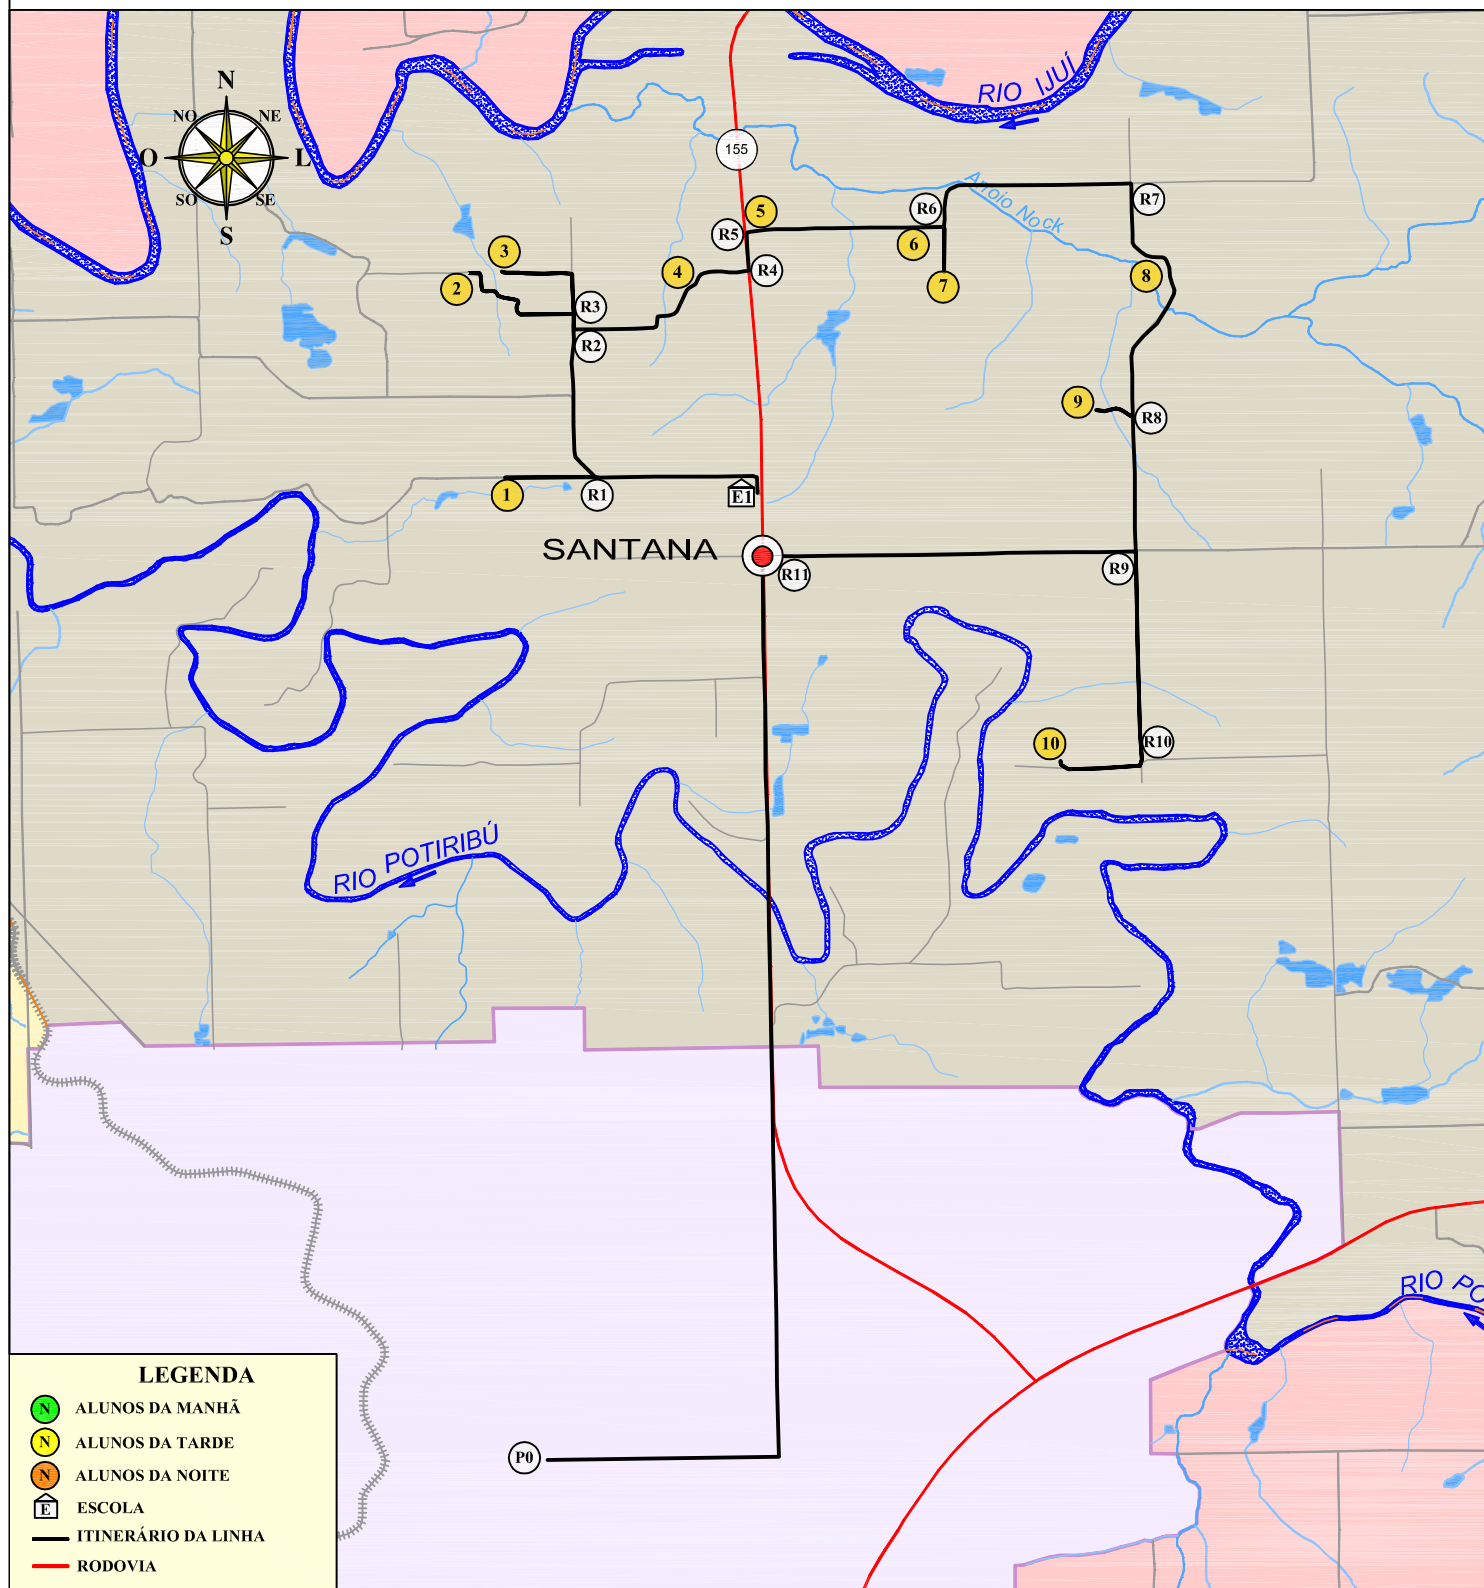 RIO IJUÍ
N
NO
NE
O
L
SO
SE
S
155
Arroio Nock
R7
R6
5
R5
6
3
4
R4
2
7
8
R3
R2
9
R8
1
R1
E1
SANTANA
R11
R9
10
R10
RIO POTIRIBÚ
RIO PO
P0
LEGENDA
N ALUNOS DA MANHÃ
N ALUNOS DA TARDE
N ALUNOS DA NOITE
E ESCOLA
ITINERÁRIO DA LINHA
RODOVIA